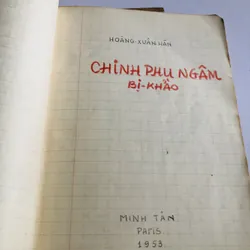 HOÀNG-XUÂN-HÃN
CHINH PHỤ NGÂM
BỊ-KHẢO
MINH TÂN
PARIS
1953